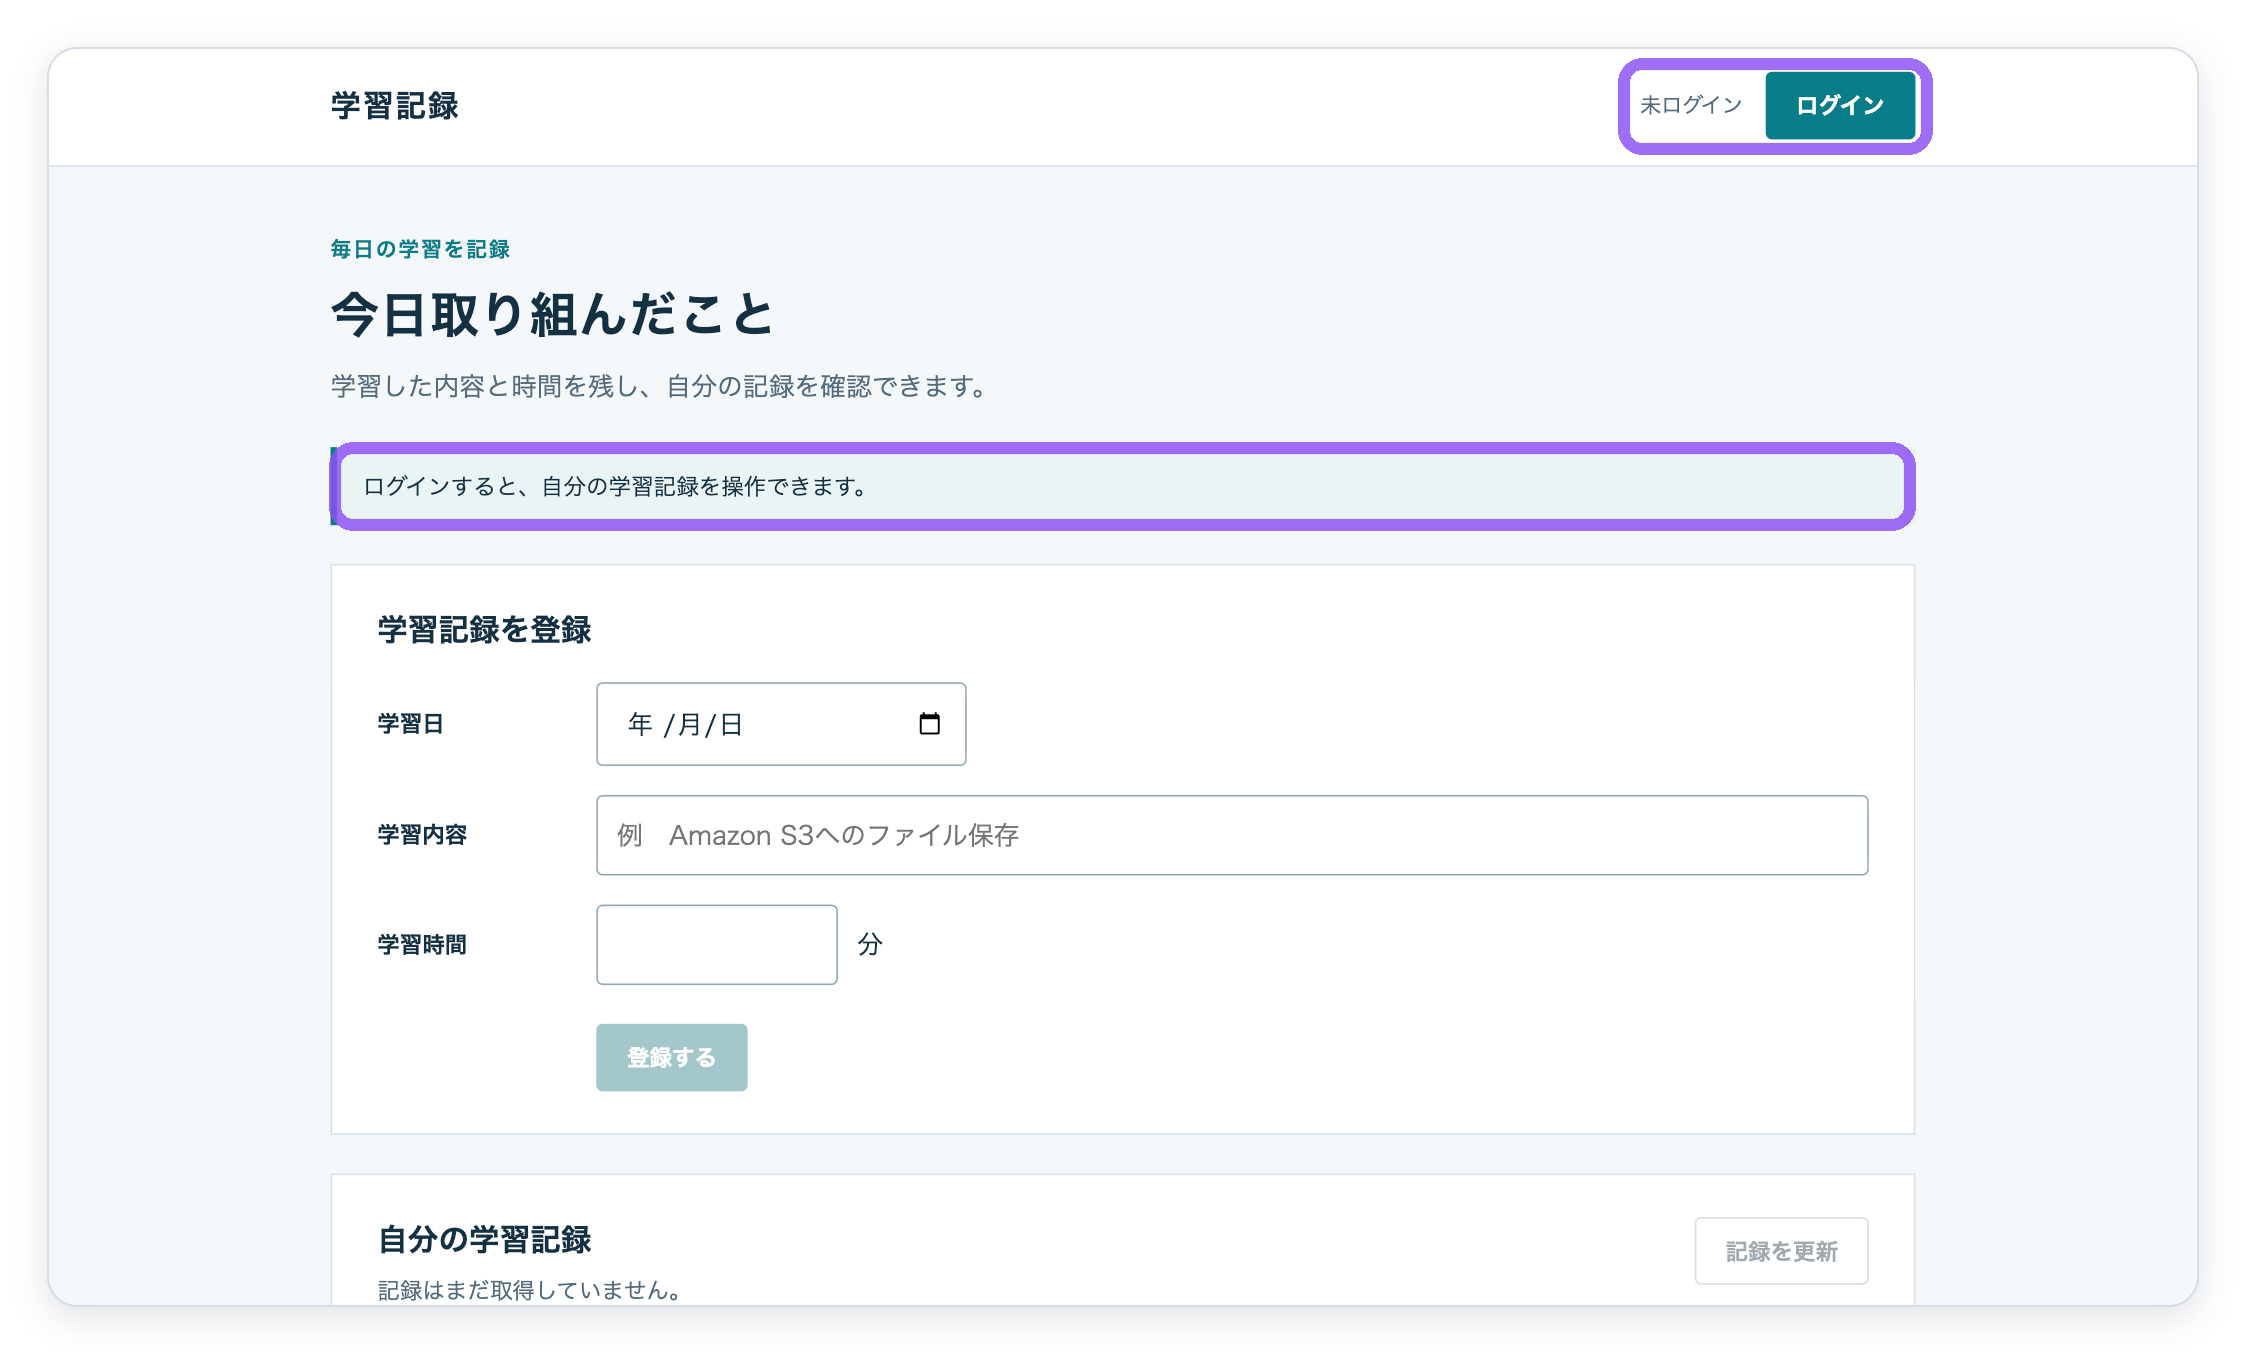 学習記録
未ログイン
ログイン
毎日の学習を記録
今日取り組んだこと
学習した内容と時間を残し、自分の記録を確認できます。
ログインすると、自分の学習記録を操作できます。
学習記録を登録
学習日
年 /月/日
学習内容
例　Amazon S3へのファイル保存
学習時間
分
登録する
自分の学習記録
記録を更新
記録はまだ取得していません。